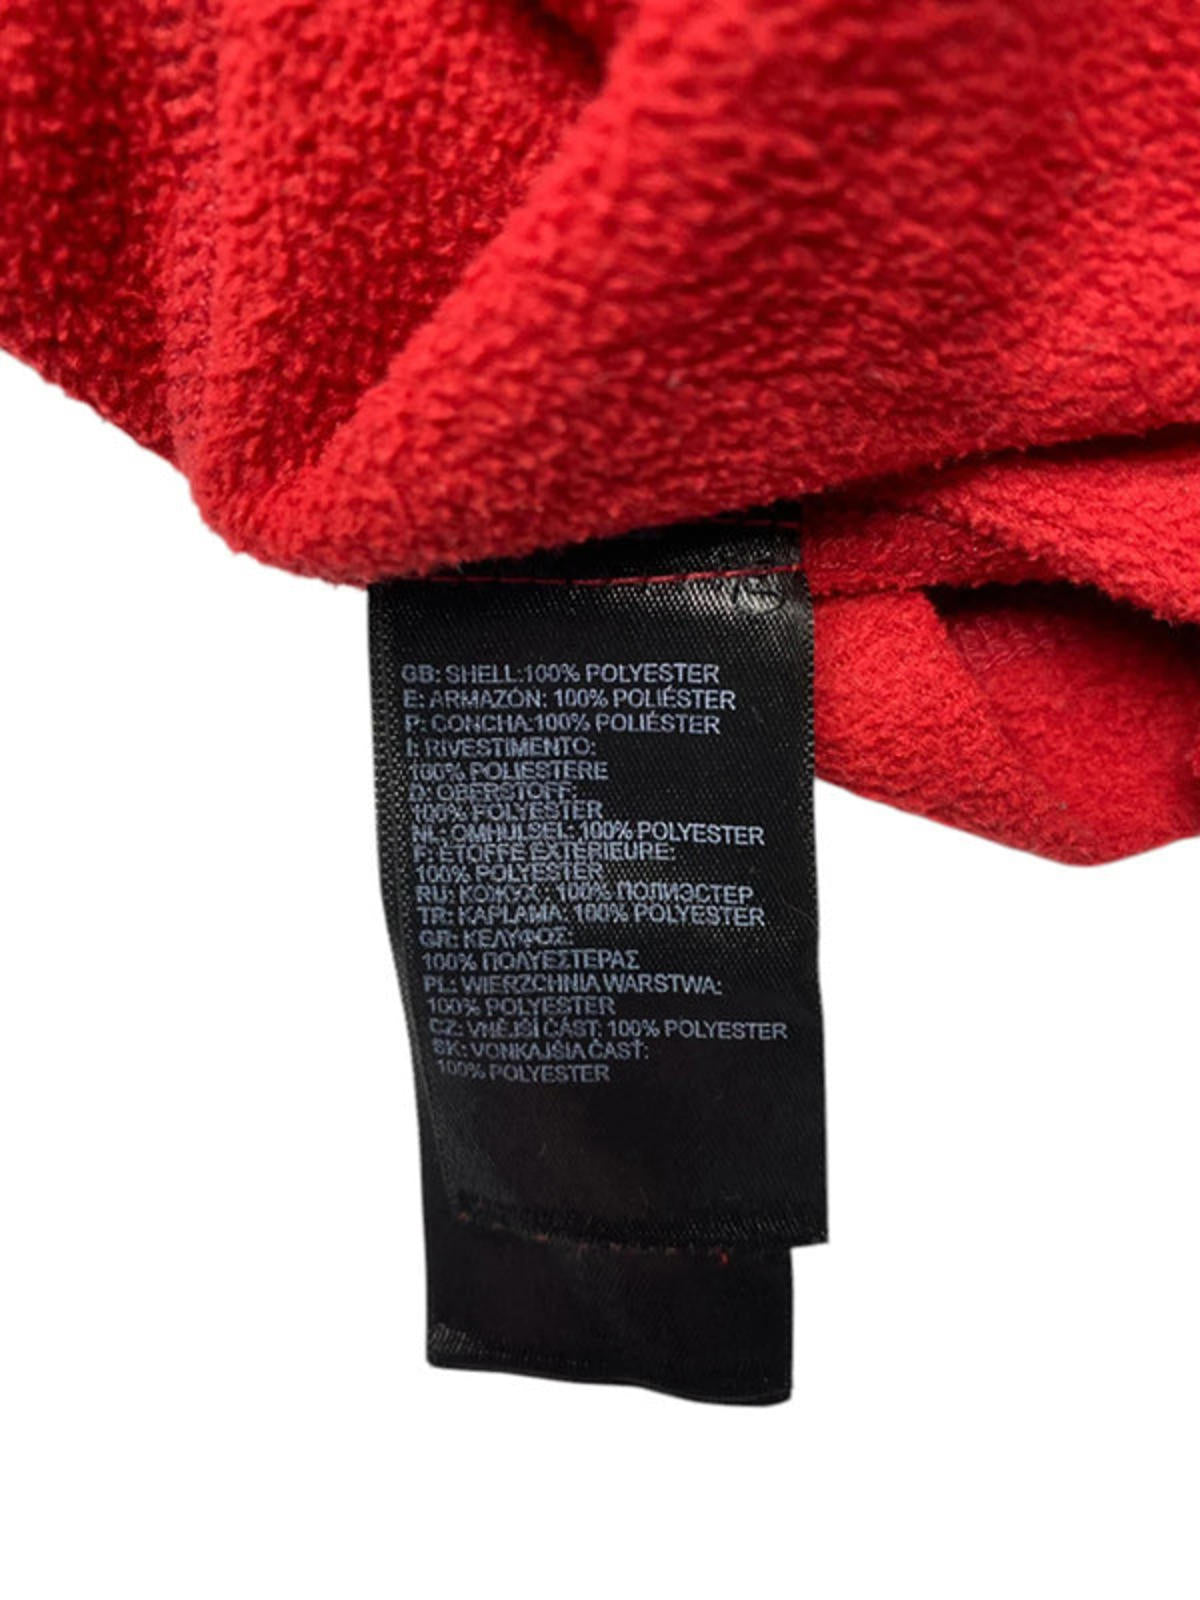 GB: SHELL:100% POLYESTER
E: ARMAZÓN: 100% POLIÉSTER
P: CONCHA:100% POLIÉSTER
I: RIVESTIMENTO:
100% POLIESTERE
D: OBERSTOFF:
100% POLYESTER
NL: OMHULSEL: 100% POLYESTER
F: ÉTOFFE EXTÉRIEURE:
100% POLYESTER
RU: КОЖУХ: 100% ПОЛИЭСТЕР
TR: KAPLAMA: 100% POLYESTER
GR: ΚΕΛΥΦΟΣ:
100% ΠΟΛΥΕΣΤΕΡΑΣ
PL: WIERZCHNIA WARSTWA:
100% POLYESTER
CZ: VNĚJŠÍ ČÁST: 100% POLYESTER
SK: VONKAJŠIA ČASŤ:
100% POLYESTER